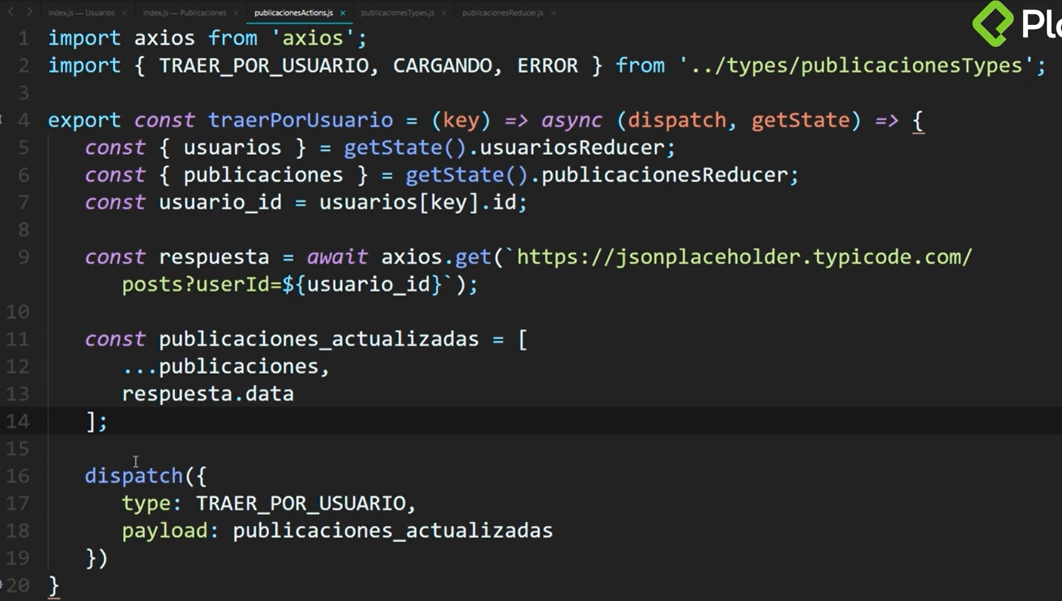 index.js — Usuarios
index.js — Publicaciones
publicacionesActions.js
publicacionesTypes.js
publicacionesReducer.js
1 import axios from 'axios';
2 import { TRAER_POR_USUARIO, CARGANDO, ERROR } from '../types/publicacionesTypes';
3
4 export const traerPorUsuario = (key) => async (dispatch, getState) => {
5 const { usuarios } = getState().usuariosReducer;
6 const { publicaciones } = getState().publicacionesReducer;
7 const usuario_id = usuarios[key].id;
8
9 const respuesta = await axios.get(`https://jsonplaceholder.typicode.com/
posts?userId=${usuario_id}`);
10
11 const publicaciones_actualizadas = [
12 ...publicaciones,
13 respuesta.data
14 ];
15
16 dispatch({
17 type: TRAER_POR_USUARIO,
18 payload: publicaciones_actualizadas
19 })
20 }